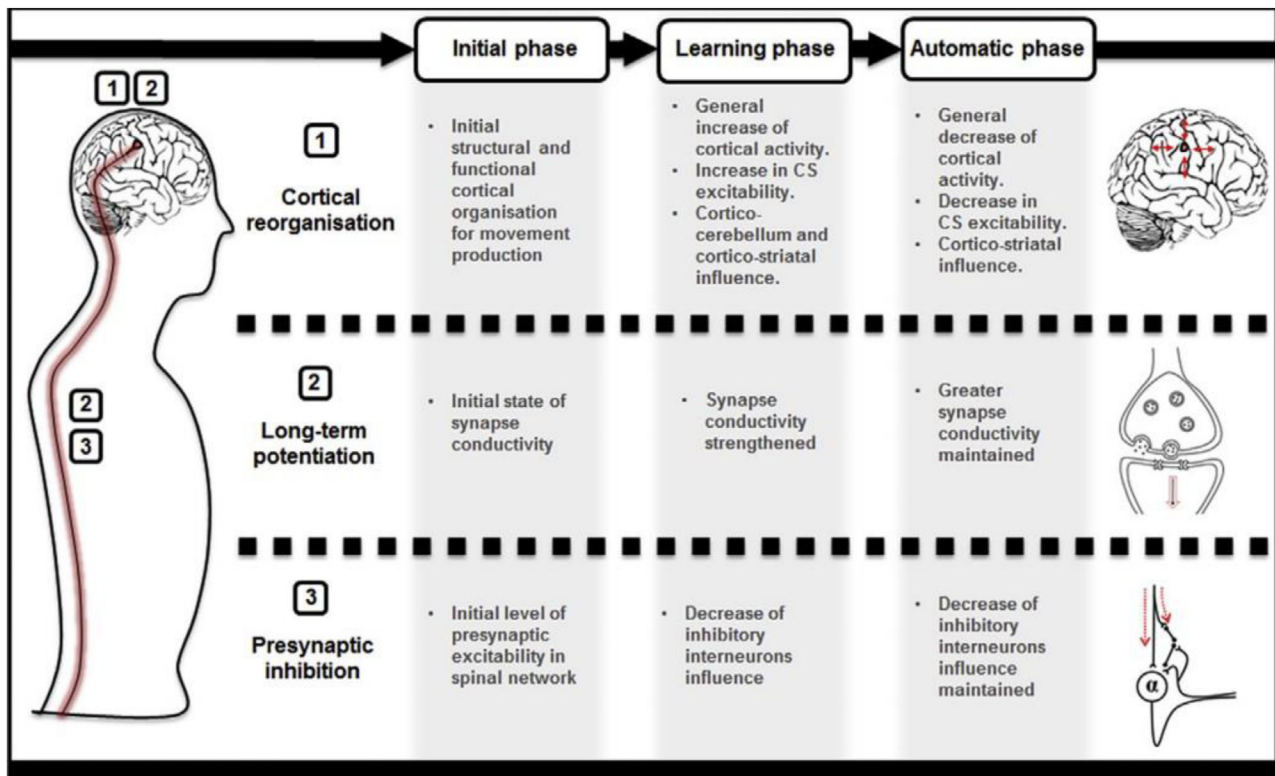 Initial phase
Learning phase
Automatic phase
1 2
1
Cortical
reorganisation
• Initial
structural and
functional
cortical
organisation
for movement
production
• General
increase of
cortical activity.
• Increase in CS
excitability.
• Cortico-
cerebellum and
cortico-striatal
influence.
• General
decrease of
cortical
activity.
• Decrease in
CS excitability.
• Cortico-striatal
influence.
2
3
2
Long-term
potentiation
• Initial state of
synapse
conductivity
• Synapse
conductivity
strengthened
• Greater
synapse
conductivity
maintained
3
Presynaptic
inhibition
• Initial level of
presynaptic
excitability in
spinal network
• Decrease of
inhibitory
interneurons
influence
• Decrease of
inhibitory
interneurons
influence
maintained
α